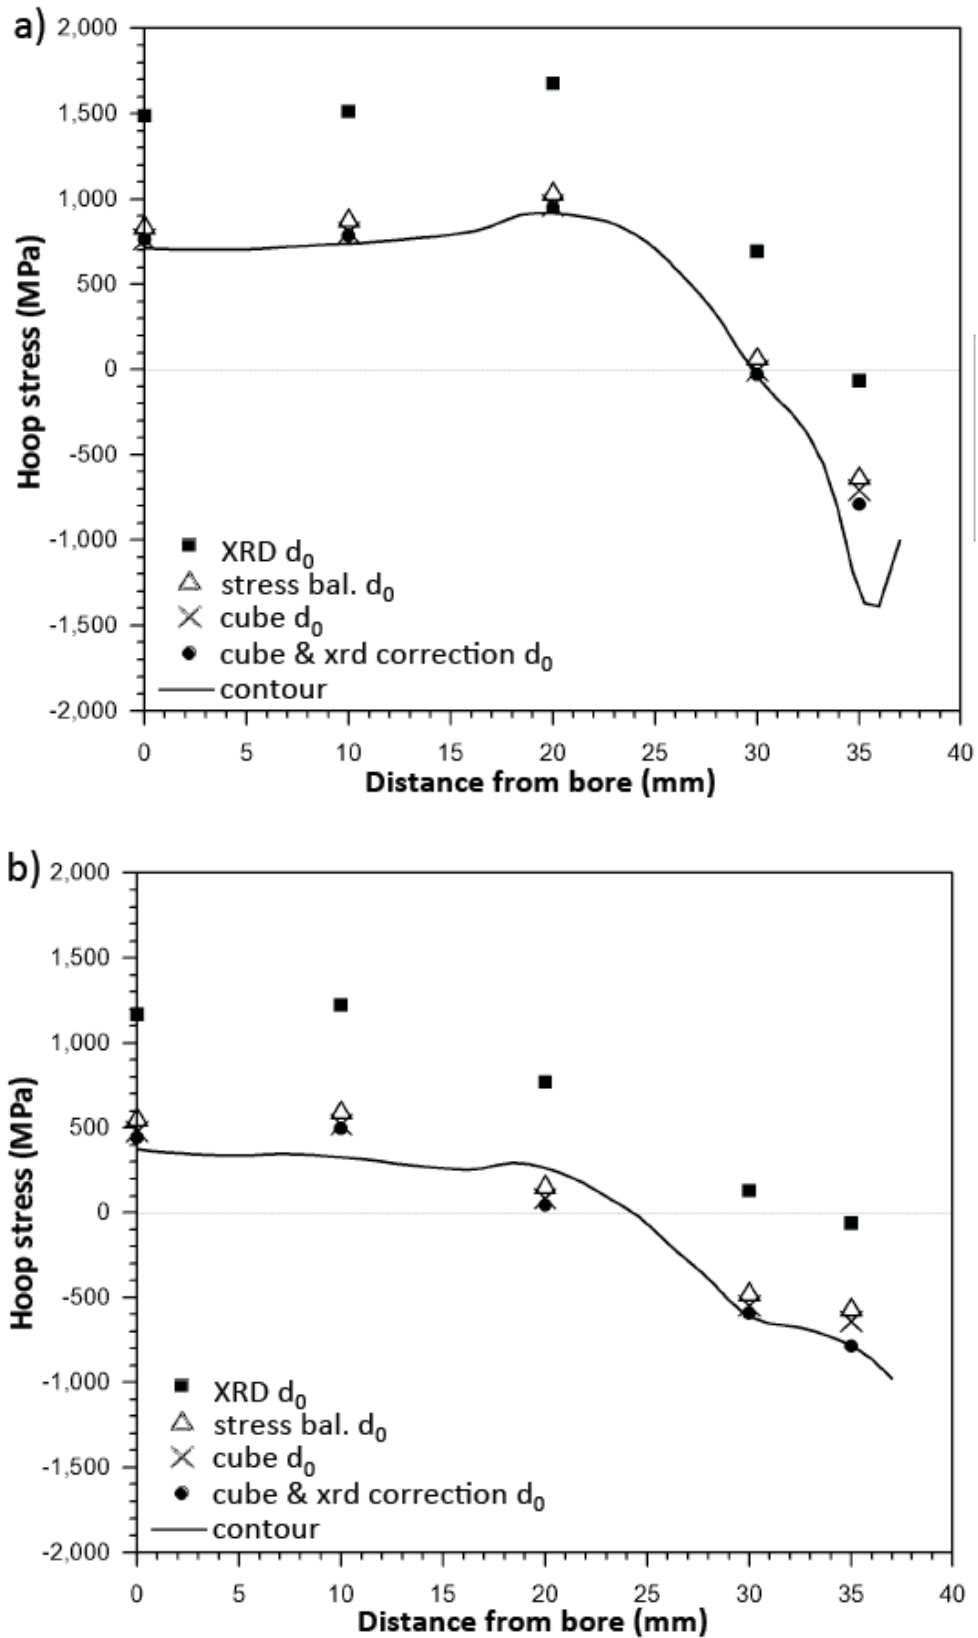 a)
2,000
1,500
1,000
500
0
-500
-1,000
-1,500
-2,000
Hoop stress (MPa)
XRD d0
stress bal. d0
cube d0
cube & xrd correction d0
contour
0 5 10 15 20 25 30 35 40
Distance from bore (mm)
b)
2,000
1,500
1,000
500
0
-500
-1,000
-1,500
-2,000
Hoop stress (MPa)
XRD d0
stress bal. d0
cube d0
cube & xrd correction d0
contour
0 5 10 15 20 25 30 35 40
Distance from bore (mm)